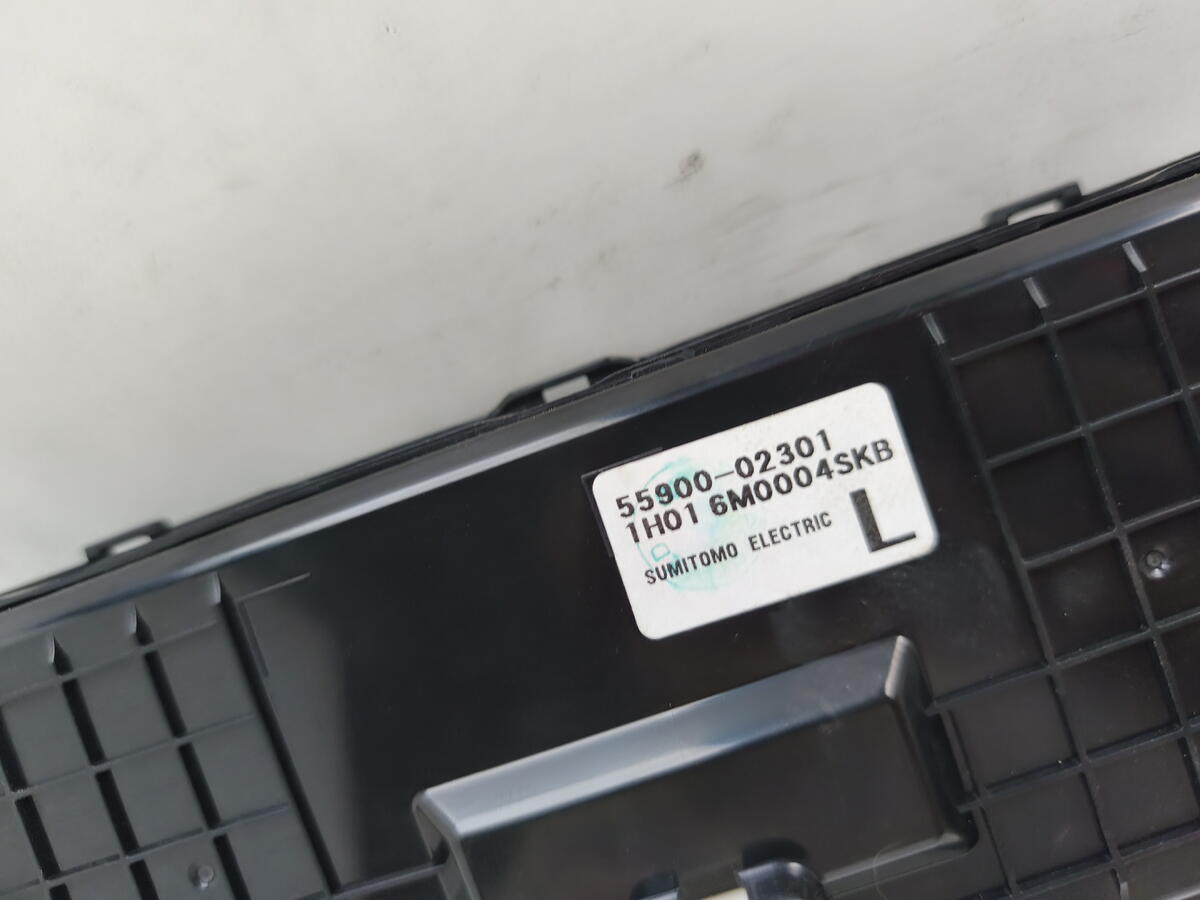 55900-02301
1H01 6M0004SKB
SUMITOMO ELECTRIC
L